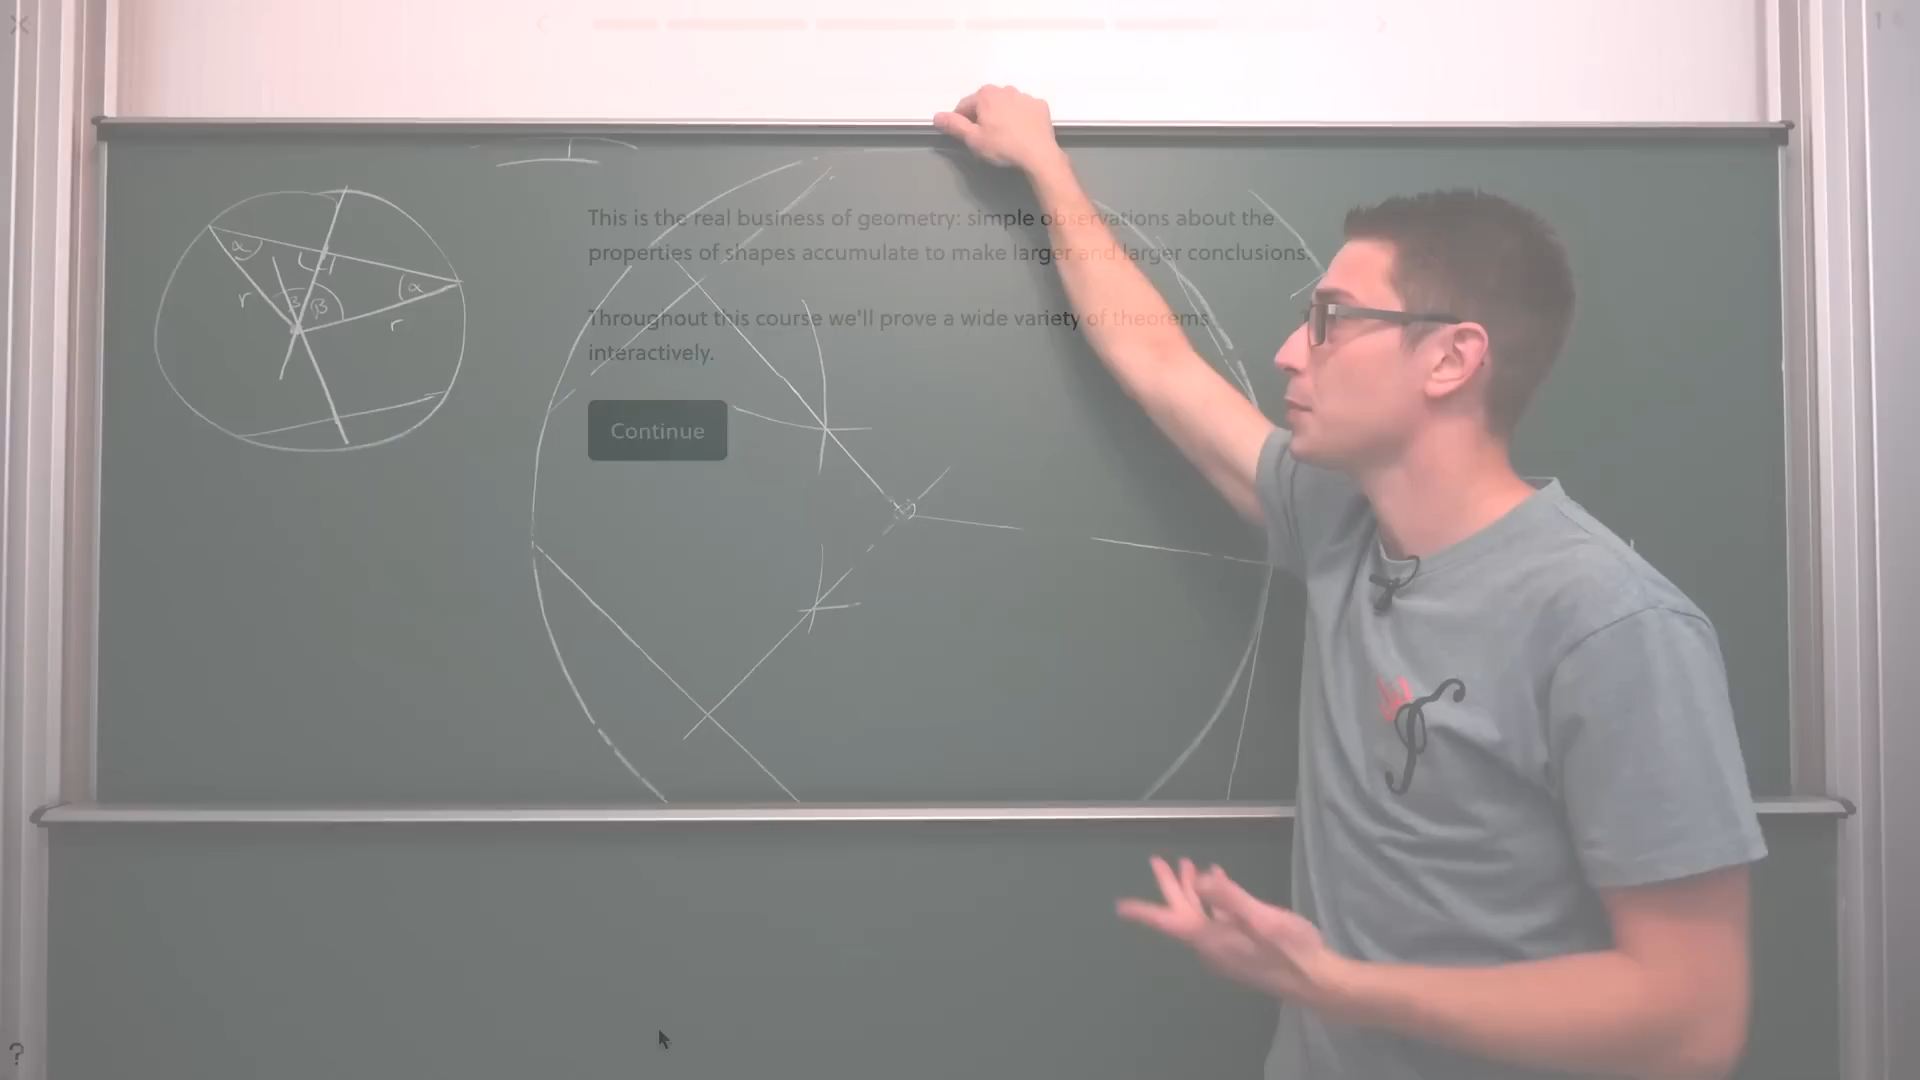 α
α
r
r
β
β
This is the real business of geometry: simple observations about the
properties of shapes accumulate to make larger and larger conclusions.
Throughout this course we'll prove a wide variety of theorems
interactively.
Continue
?